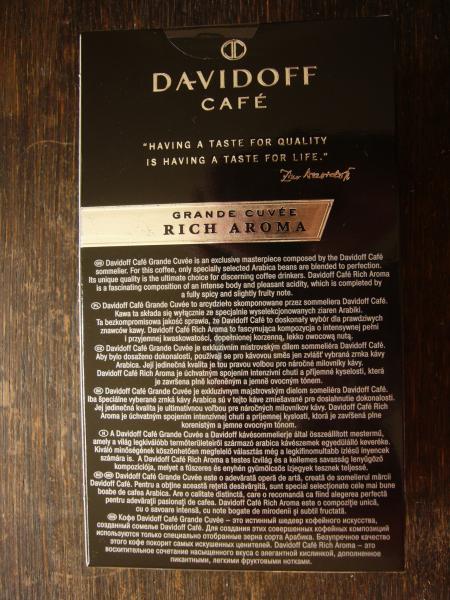 DAVIDOFF
CAFÉ
"HAVING A TASTE FOR QUALITY
IS HAVING A TASTE FOR LIFE."
Zino Davidoff
GRANDE CUVÉE
RICH AROMA
Davidoff Café Grande Cuvée is an exclusive masterpiece composed by the Davidoff Café
sommelier. For this coffee, only specially selected Arabica beans are blended to perfection.
Its unique quality is the ultimate choice for discerning coffee drinkers. Davidoff Café Rich Aroma
is a fascinating composition of an intense body and pleasant acidity, which is completed by
a fully spicy and slightly fruity note.
Davidoff Café Grande Cuvée to arcydzieło skomponowane przez sommeliera Davidoff Café.
Kawa ta składa się wyłącznie ze specjalnie wyselekcjonowanych ziaren Arabiki.
Ta bezkompromisowa jakość sprawia, że Davidoff Café to doskonały wybór dla prawdziwych
znawców kawy. Davidoff Café Rich Aroma to fascynująca kompozycja o intensywnej pełni
i przyjemnej kwaskowatości, dopełnionej korzenną, lekko owocową nutą.
Davidoff Café Grande Cuvée je exkluzivním mistrovským dílem sommeliéra Davidoff Café.
Aby bylo dosaženo dokonalosti, používají se pro kávovou směs jen zvlášť vybraná zrnka kávy
Arabica. Její jedinečná kvalita je tou pravou volbou pro náročné milovníky kávy.
Davidoff Café Rich Aroma je úchvatným spojením intenzivní chuti a příjemné kyselosti, která
je završena plně kořeněným a jemně ovocným tónem.
Davidoff Café Grande Cuvée je exkluzívnym majstrovským dielom someliéra Davidoff Café.
Iba špeciálne vyberané zrnká kávy Arabica sú v tejto káve zmiešavané pre dosiahnutie dokonalosti.
Jej jedinečná kvalita je ultimatívnou voľbou pre náročných milovníkov kávy. Davidoff Café Rich
Aroma je úchvatným spojením intenzívnej chuti a príjemnej kyslosti, ktorá je zavŕšená plne
korenistým a jemne ovocným tónom.
A Davidoff Café Grande Cuvée a Davidoff kávésommelierje által összeállított mestermű,
amely a világ legkiválóbb termőterületeiről származó arabica kávészemek egyedülálló keveréke.
Kiváló minőségének köszönhetően megfelelő választás még a legkifinomultabb ízlésű ínyencek
számára is. A Davidoff Café Rich Aroma a testes ízvilág és a kellemes savasság lenyűgöző
kompozíciója, melyet a fűszeres és enyhén gyümölcsös ízjegyek tesznek teljessé.
Davidoff Café Grande Cuvée este o adevărată operă de artă, creată de somelierul mărcii
Davidoff Café. Pentru a obține această rețetă desăvârșită, sunt special selecționate cele mai bune
boabe de cafea Arabica. Are o calitate distinctă, care o recomandă ca fiind alegerea perfectă
pentru adevărații pasionați de cafea. Davidoff Café Rich Aroma este o compoziție unică,
cu o savoare intensă, cu note bogate de mirodenii și subtil fructată.
Кофе Davidoff Café Grande Cuvée – это истинный шедевр кофейного искусства,
созданный сомелье Davidoff Café. Для создания этих совершенных кофейных композиций
используются только специально отобранные зерна сорта Арабика. Безупречное качество
этого кофе покорит самых искушенных ценителей. Davidoff Café Rich Aroma – это
восхитительное сочетание насыщенного вкуса с элегантной кислинкой, дополненное
пикантными, легкими фруктовыми нотками.